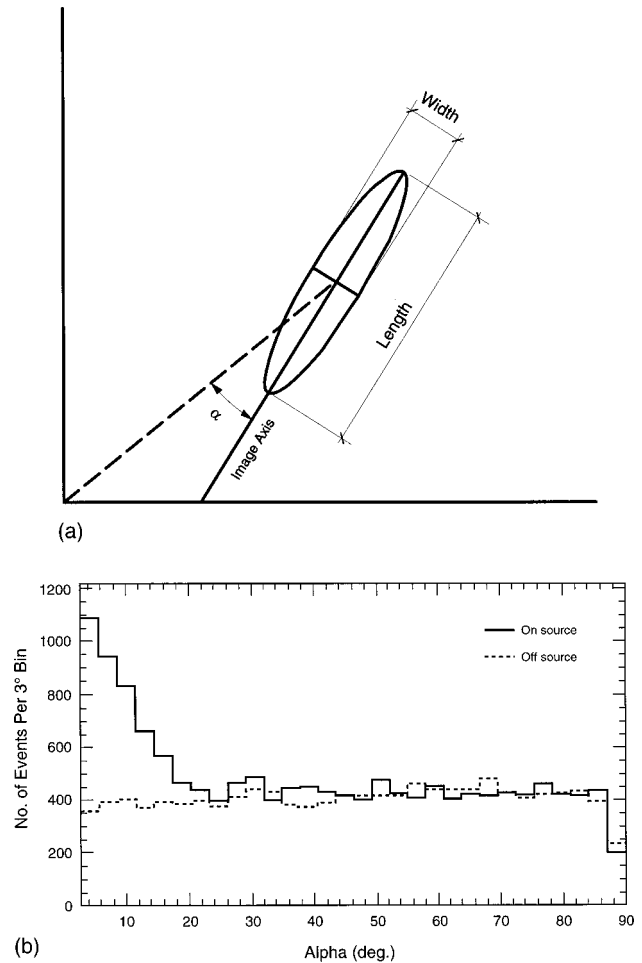 Width
Length
α
Image Axis
(a)
1200
1000
800
600
400
200
0
No. of Events Per 3° Bin
On source
Off source
10
20
30
40
50
60
70
80
90
Alpha (deg.)
(b)